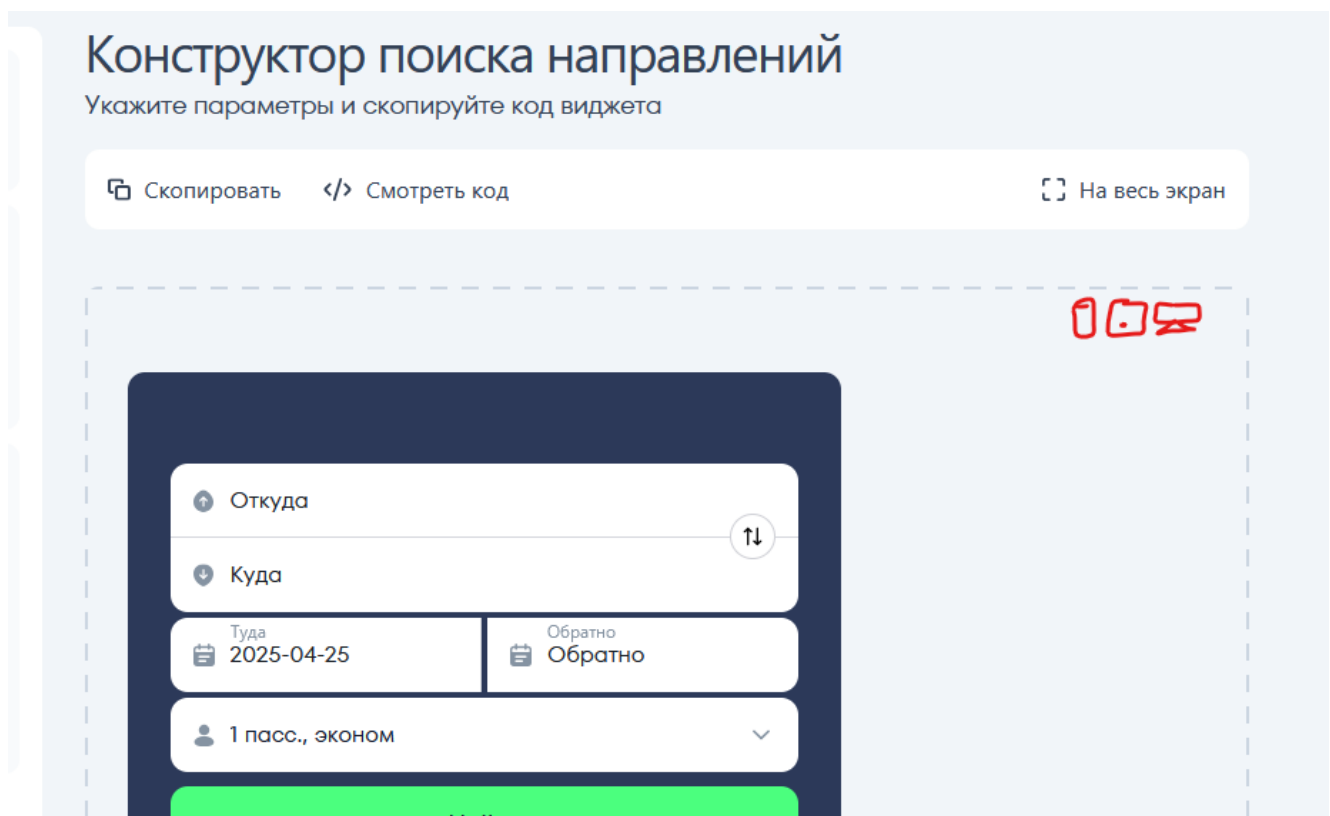 Конструктор поиска направлений
Укажите параметры и скопируйте код виджета
Скопировать </> Смотреть код На весь экран
Откуда
Куда
Туда Обратно
2025-04-25 Обратно
1 пасс., эконом